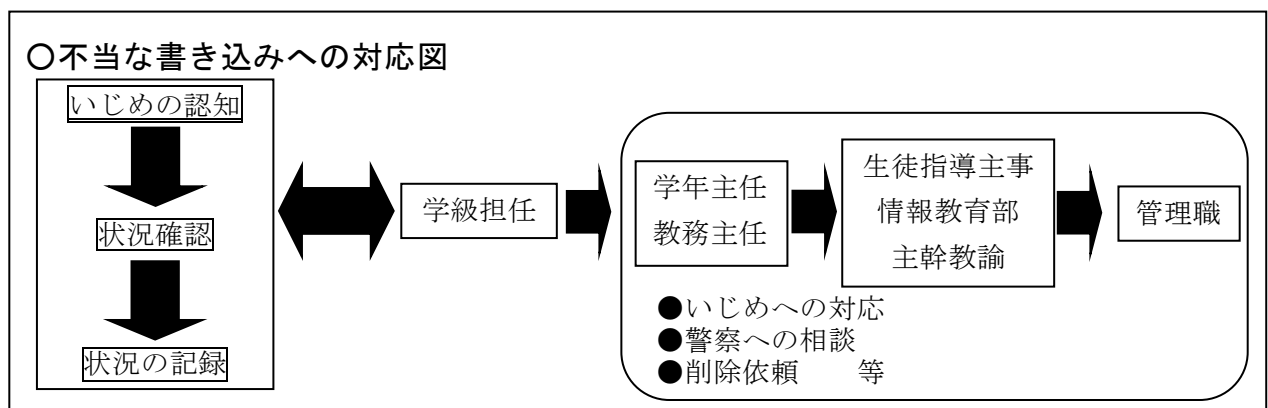 〇不当な書き込みへの対応図
いじめの認知
状況確認
状況の記録
学級担任
学年主任
教務主任
生徒指導主事
情報教育部
主幹教諭
管理職
●いじめへの対応
●警察への相談
●削除依頼　　等